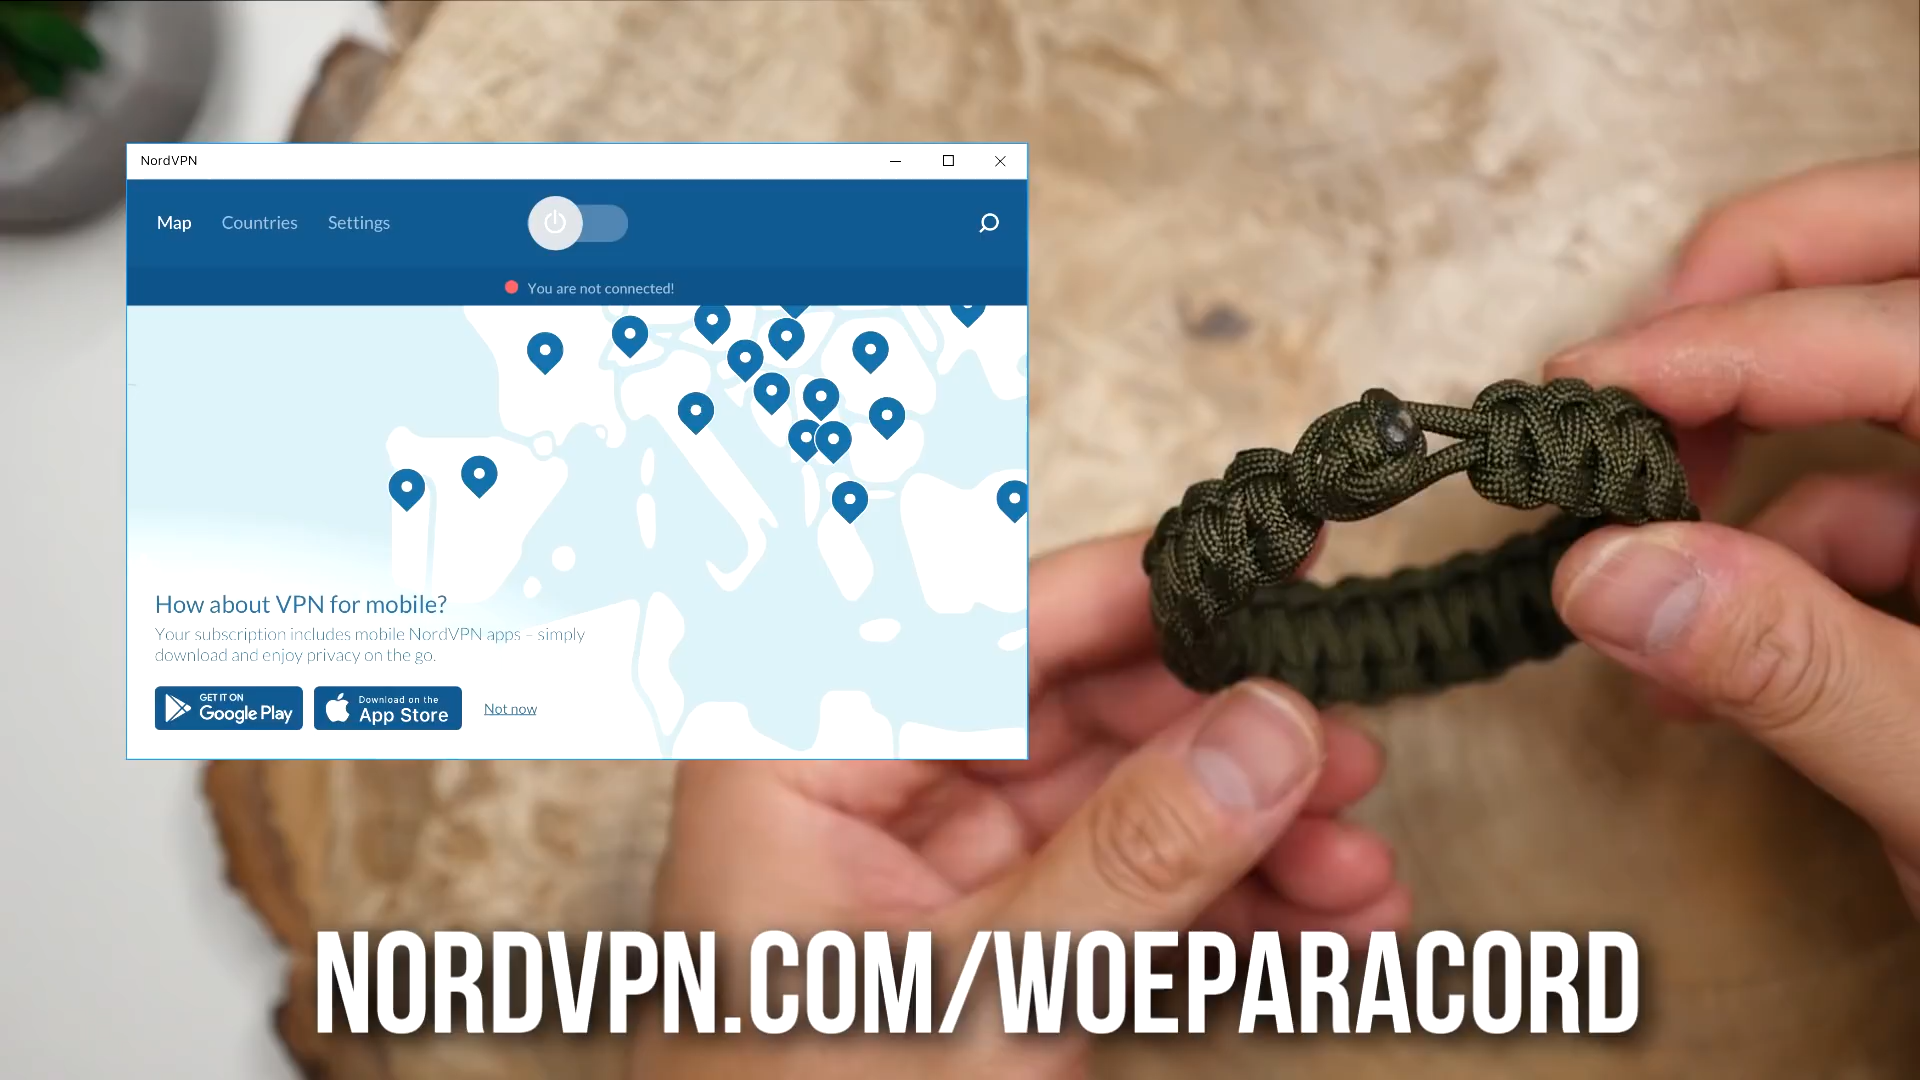 NordVPN
Map Countries Settings
You are not connected!
How about VPN for mobile?
Your subscription includes mobile NordVPN apps – simply
download and enjoy privacy on the go.
GET IT ON
Google Play
Download on the
App Store
Not now
NORDVPN.COM/WOEPARACORD